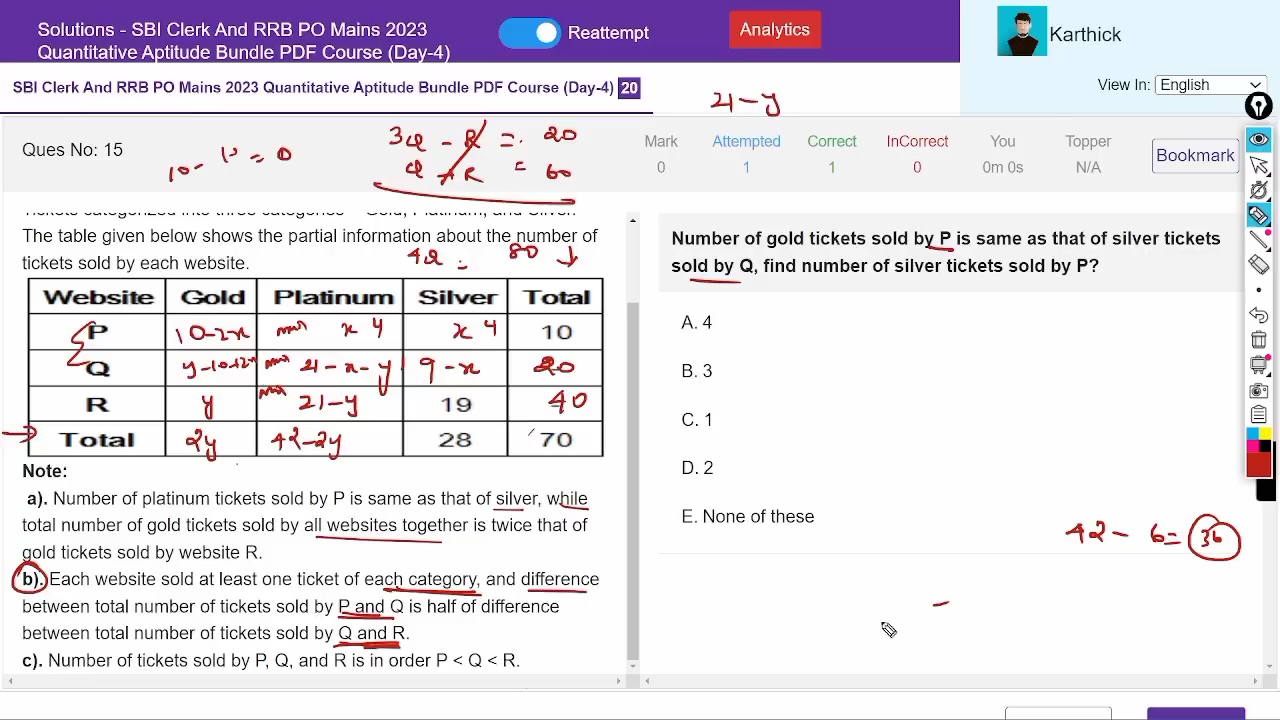 Solutions - SBI Clerk And RRB PO Mains 2023
Quantitative Aptitude Bundle PDF Course (Day-4)
Reattempt
Analytics
Karthick
SBI Clerk And RRB PO Mains 2023 Quantitative Aptitude Bundle PDF Course (Day-4) 20
View In: English
21-y
Ques No: 15
10- 10 = 0
3Q - R = 20
Q + R = 60
Mark Attempted Correct InCorrect You Topper
0 1 1 0 0m 0s N/A
Bookmark
Tickets categorized into three categories – Gold, Platinum, and Silver.
The table given below shows the partial information about the number of
tickets sold by each website.
4Q = 80
Website Gold Platinum Silver Total
P 10-2x x 4 x 4 10
Q y-10+2x 21-x-y 9-x 20
R y 21-y 19 40
Total 2y 42-2y 28 70
Note:
a). Number of platinum tickets sold by P is same as that of silver, while
total number of gold tickets sold by all websites together is twice that of
gold tickets sold by website R.
b). Each website sold at least one ticket of each category, and difference
between total number of tickets sold by P and Q is half of difference
between total number of tickets sold by Q and R.
c). Number of tickets sold by P, Q, and R is in order P < Q < R.
Number of gold tickets sold by P is same as that of silver tickets
sold by Q, find number of silver tickets sold by P?
A. 4
B. 3
C. 1
D. 2
E. None of these
42 - 6 = 36